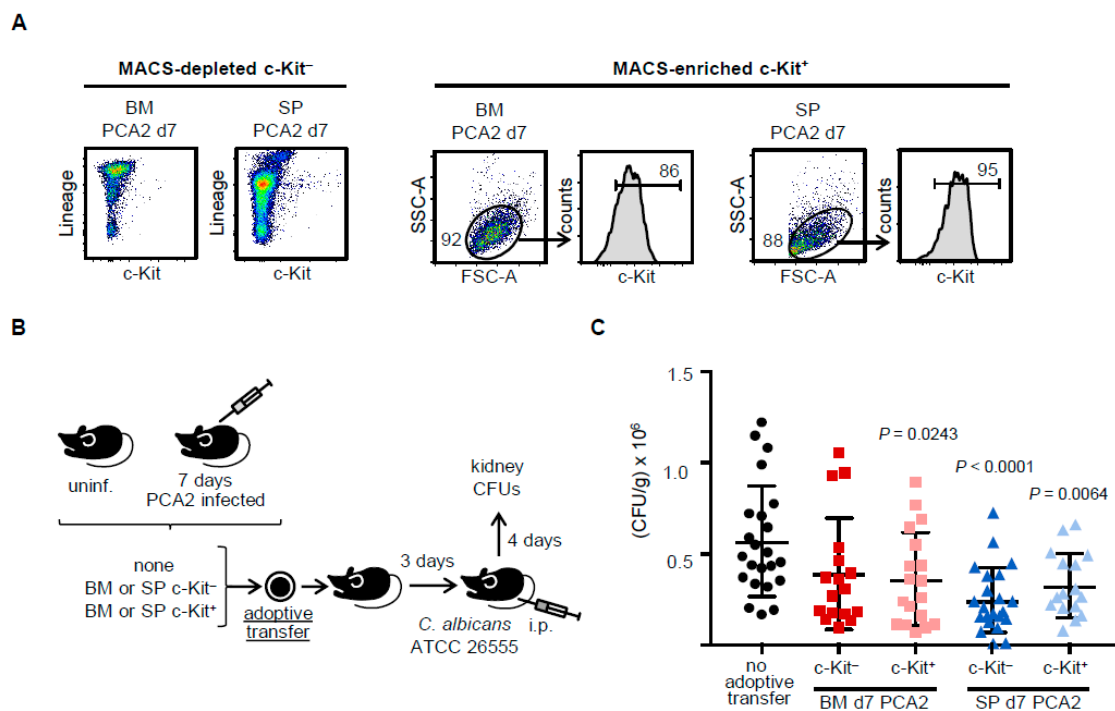 A
MACS-depleted c-Kit⁻
MACS-enriched c-Kit⁺
BM
PCA2 d7
SP
PCA2 d7
BM
PCA2 d7
SP
PCA2 d7
Lineage
c-Kit
Lineage
c-Kit
SSC-A
92
FSC-A
counts
86
c-Kit
SSC-A
88
FSC-A
counts
95
c-Kit
B
uninf.
7 days
PCA2 infected
none
BM or SP c-Kit⁻
BM or SP c-Kit⁺
adoptive
transfer
3 days
kidney
CFUs
4 days
i.p.
C. albicans
ATCC 26555
C
(CFU/g) x 10⁶
1.5
1.0
0.5
P = 0.0243
P < 0.0001
P = 0.0064
no
adoptive
transfer
c-Kit⁻
c-Kit⁺
c-Kit⁻
c-Kit⁺
BM d7 PCA2
SP d7 PCA2